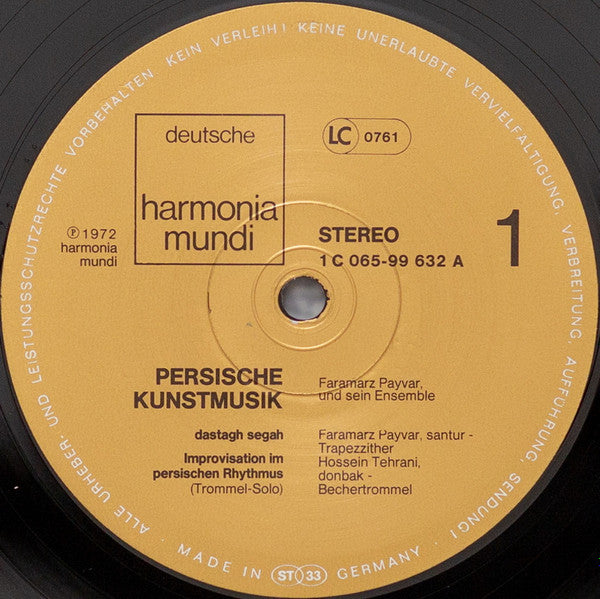 ALLE URHEBER- UND LEISTUNGSSCHUTZRECHTE VORBEHALTEN. KEIN VERLEIH! KEINE UNERLAUBTE VERVIELFÄLTIGUNG, VERBREITUNG, AUFFÜHRUNG, SENDUNG!
deutsche
harmonia
mundi
LC 0761
℗ 1972
harmonia
mundi
STEREO
1 C 065-99 632 A
1
PERSISCHE
KUNSTMUSIK
Faramarz Payvar,
und sein Ensemble
dastagh segah
Faramarz Payvar, santur -
Trapezzither
Improvisation im
persischen Rhythmus
(Trommel-Solo)
Hossein Tehrani,
donbak -
Bechertrommel
· MADE IN ST 33 GERMANY ·